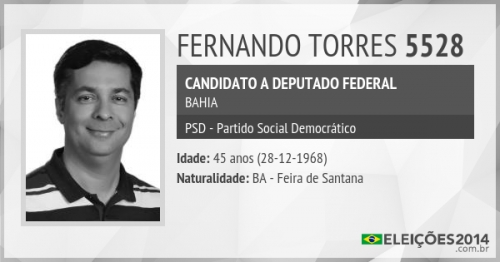 FERNANDO TORRES 5528
CANDIDATO A DEPUTADO FEDERAL
BAHIA
PSD - Partido Social Democrático
Idade: 45 anos (28-12-1968)
Naturalidade: BA - Feira de Santana
ELEIÇÕES2014
.com.br